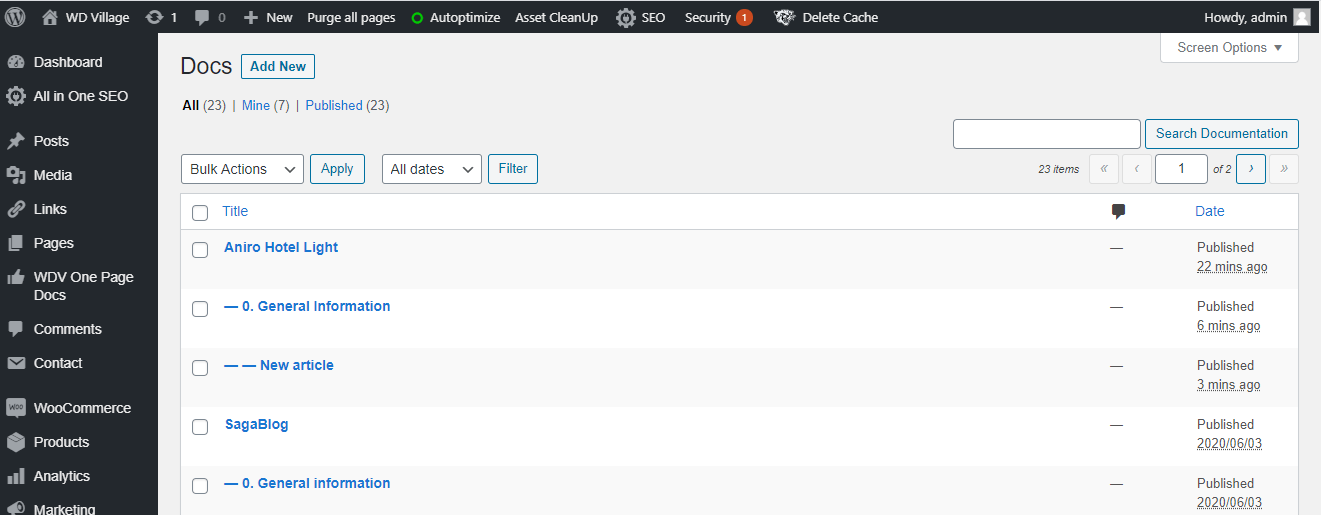 WD Village 1 0 New Purge all pages Autoptimize Asset CleanUp SEO Security 1 Delete Cache Howdy, admin
Screen Options ▼
Dashboard
All in One SEO
Posts
Media
Links
Pages
WDV One Page
Docs
Comments
Contact
WOO WooCommerce
Products
Analytics
Marketing
Docs Add New
All (23) | Mine (7) | Published (23)
Search Documentation
Bulk Actions Apply All dates Filter 23 items « ‹ 1 of 2 › »
Title Date
Aniro Hotel Light — Published
22 mins ago
— 0. General Information — Published
6 mins ago
— — New article — Published
3 mins ago
SagaBlog — Published
2020/06/03
— 0. General information — Published
2020/06/03